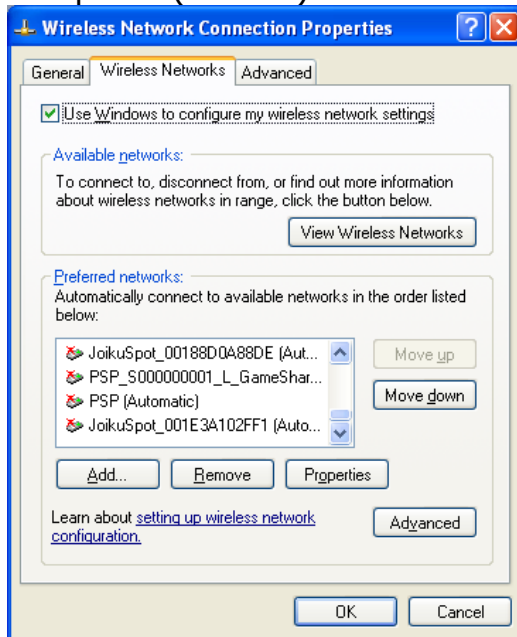 Wireless Network Connection Properties
General Wireless Networks Advanced
Use Windows to configure my wireless network settings
Available networks:
To connect to, disconnect from, or find out more information
about wireless networks in range, click the button below.
View Wireless Networks
Preferred networks:
Automatically connect to available networks in the order listed
below:
JoikuSpot_00188D0A88DE (Aut...
PSP_S000000001_L_GameShar...
PSP (Automatic)
JoikuSpot_001E3A102FF1 (Auto...
Move up
Move down
Add... Remove Properties
Learn about setting up wireless network
configuration.
Advanced
OK Cancel